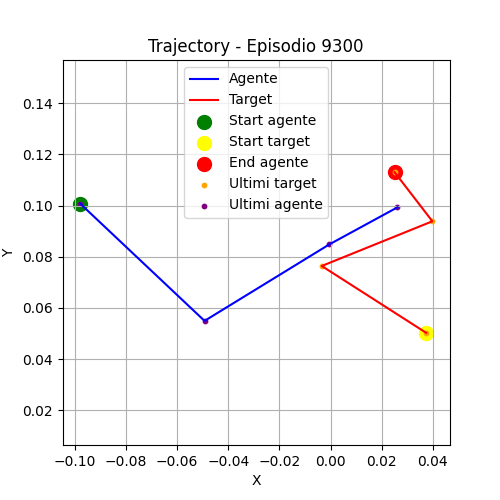 Trajectory - Episodio 9300
Agente
Target
Start agente
Start target
End agente
Ultimi target
Ultimi agente
Y
0.14
0.12
0.10
0.08
0.06
0.04
0.02
−0.10 −0.08 −0.06 −0.04 −0.02 0.00 0.02 0.04
X